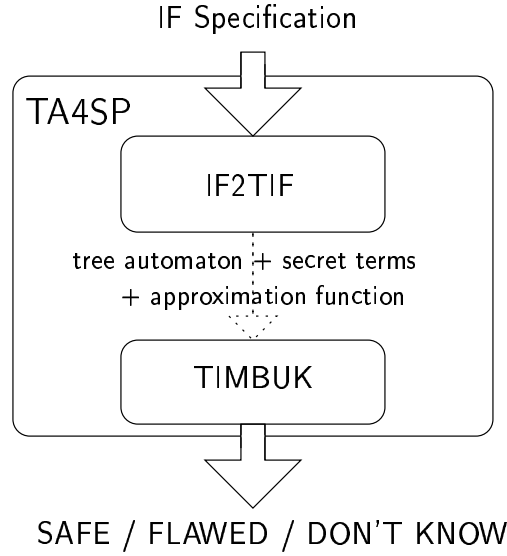 IF Specification
TA4SP
IF2TIF
tree automaton + secret terms
+ approximation function
TIMBUK
SAFE / FLAWED / DON'T KNOW